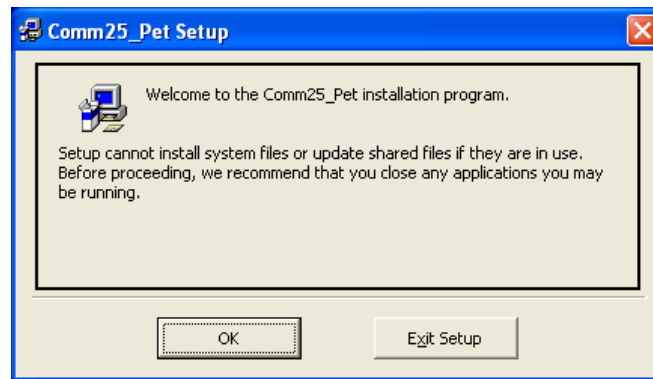 Comm25_Pet Setup
Welcome to the Comm25_Pet installation program.
Setup cannot install system files or update shared files if they are in use.
Before proceeding, we recommend that you close any applications you may
be running.
OK
Exit Setup